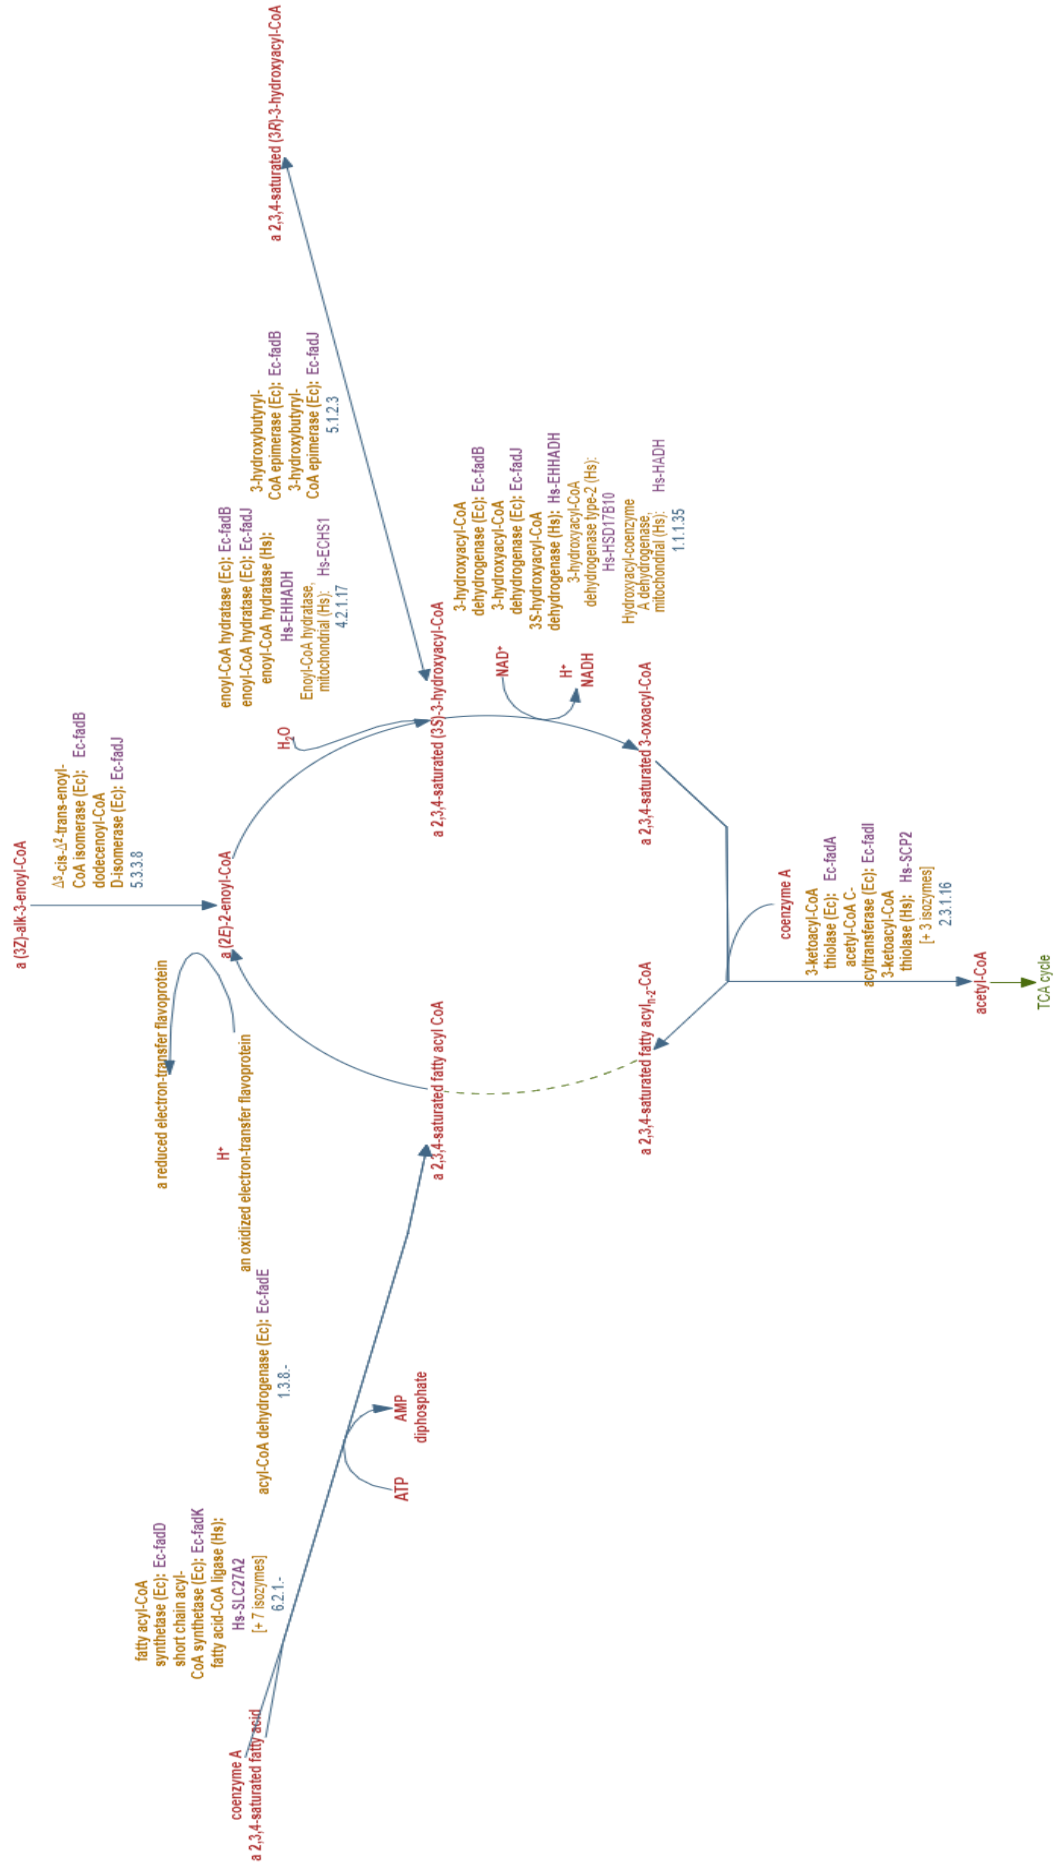 a (3Z)-alk-3-enoyl-CoA
Δ3-cis-Δ2-trans-enoyl-
CoA isomerase (Ec): Ec-fadB
dodecenoyl-CoA
D-isomerase (Ec): Ec-fadJ
5.3.3.8
a reduced electron-transfer flavoprotein
H+
an oxidized electron-transfer flavoprotein
acyl-CoA dehydrogenase (Ec): Ec-fadE
1.3.8.-
a (2E)-2-enoyl-CoA
fatty acyl-CoA
synthetase (Ec): Ec-fadD
short chain acyl-
CoA synthetase (Ec): Ec-fadK
fatty acid-CoA ligase (Hs):
Hs-SLC27A2
[+ 7 isozymes]
6.2.1.-
coenzyme A
a 2,3,4-saturated fatty acid
ATP
AMP
diphosphate
enoyl-CoA hydratase (Ec): Ec-fadB
enoyl-CoA hydratase (Ec): Ec-fadJ
enoyl-CoA hydratase (Hs):
Hs-EHHADH
Enoyl-CoA hydratase,
mitochondrial (Hs): Hs-ECHS1
4.2.1.17
H2O
3-hydroxybutyryl-
CoA epimerase (Ec): Ec-fadB
3-hydroxybutyryl-
CoA epimerase (Ec): Ec-fadJ
5.1.2.3
a 2,3,4-saturated (3R)-3-hydroxyacyl-CoA
a 2,3,4-saturated fatty acyl CoA
a 2,3,4-saturated (3S)-3-hydroxyacyl-CoA
3-hydroxyacyl-CoA
dehydrogenase (Ec): Ec-fadB
3-hydroxyacyl-CoA
dehydrogenase (Ec): Ec-fadJ
3S-hydroxyacyl-CoA
dehydrogenase (Hs): Hs-EHHADH
3-hydroxyacyl-CoA
dehydrogenase type-2 (Hs):
Hs-HSD17B10
Hydroxyacyl-coenzyme
A dehydrogenase,
mitochondrial (Hs): Hs-HADH
1.1.1.35
NAD+
H+
NADH
a 2,3,4-saturated fatty acyln-2-CoA
a 2,3,4-saturated 3-oxoacyl-CoA
coenzyme A
3-ketoacyl-CoA
thiolase (Ec): Ec-fadA
acetyl-CoA C-
acyltransferase (Ec): Ec-fadI
3-ketoacyl-CoA
thiolase (Hs): Hs-SCP2
[+ 3 isozymes]
2.3.1.16
acetyl-CoA
TCA cycle